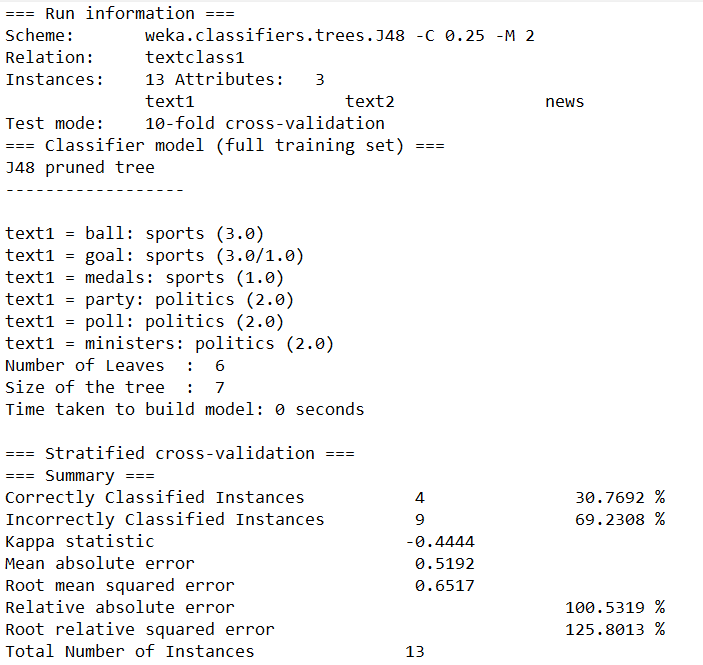 === Run information ===
Scheme: weka.classifiers.trees.J48 -C 0.25 -M 2
Relation: textclass1
Instances: 13 Attributes: 3
text1 text2 news
Test mode: 10-fold cross-validation
=== Classifier model (full training set) ===
J48 pruned tree
------------------
text1 = ball: sports (3.0)
text1 = goal: sports (3.0/1.0)
text1 = medals: sports (1.0)
text1 = party: politics (2.0)
text1 = poll: politics (2.0)
text1 = ministers: politics (2.0)
Number of Leaves : 6
Size of the tree : 7
Time taken to build model: 0 seconds
=== Stratified cross-validation ===
=== Summary ===
Correctly Classified Instances 4 30.7692 %
Incorrectly Classified Instances 9 69.2308 %
Kappa statistic -0.4444
Mean absolute error 0.5192
Root mean squared error 0.6517
Relative absolute error 100.5319 %
Root relative squared error 125.8013 %
Total Number of Instances 13